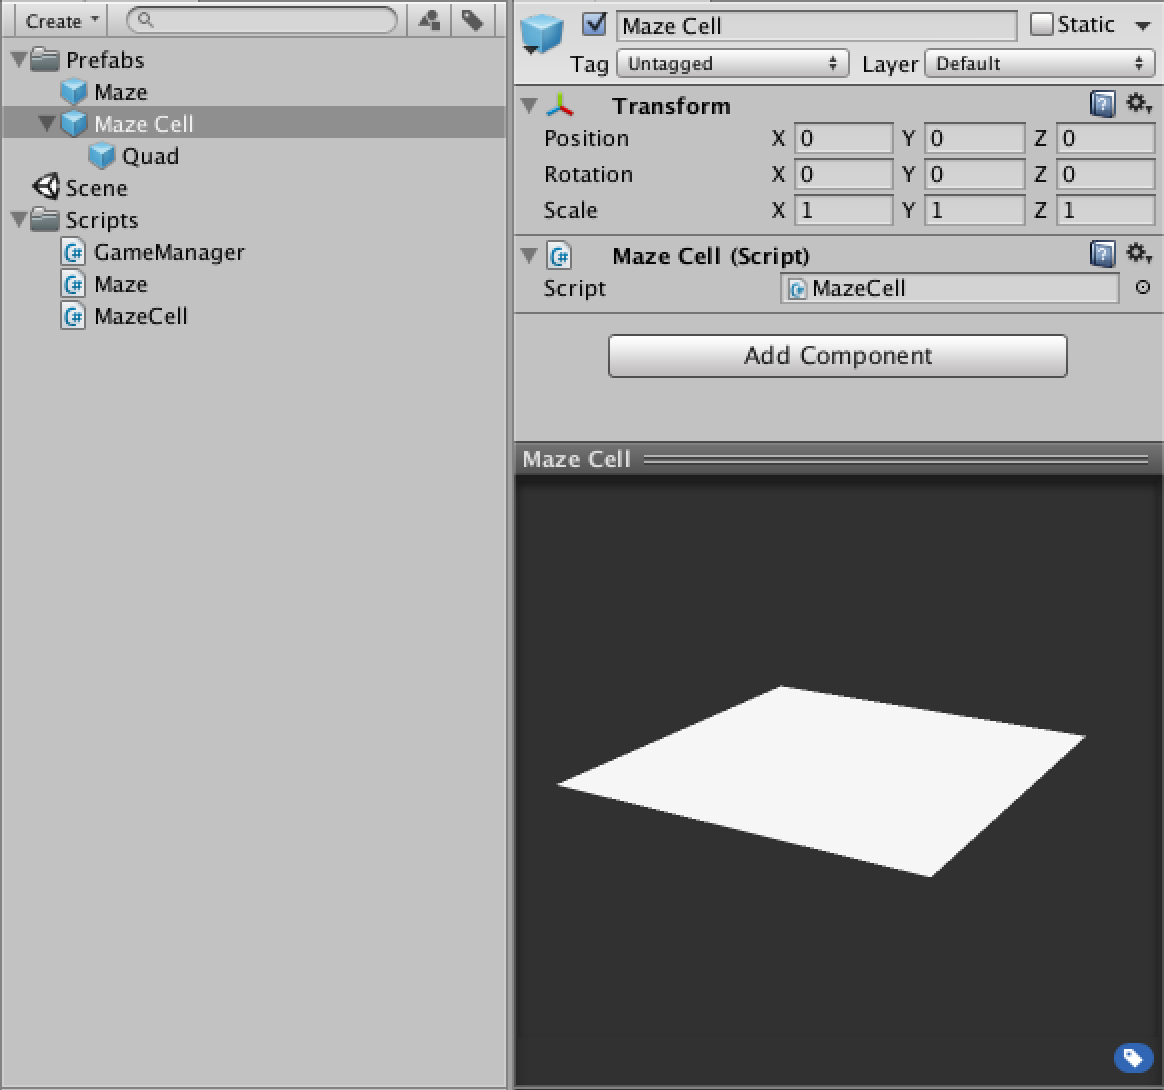 Create
Prefabs
Maze
Maze Cell
Quad
Scene
Scripts
C# GameManager
C# Maze
C# MazeCell
Maze Cell
Static
Tag Untagged Layer Default
Transform
Position X 0 Y 0 Z 0
Rotation X 0 Y 0 Z 0
Scale X 1 Y 1 Z 1
C# Maze Cell (Script)
Script C# MazeCell
Add Component
Maze Cell